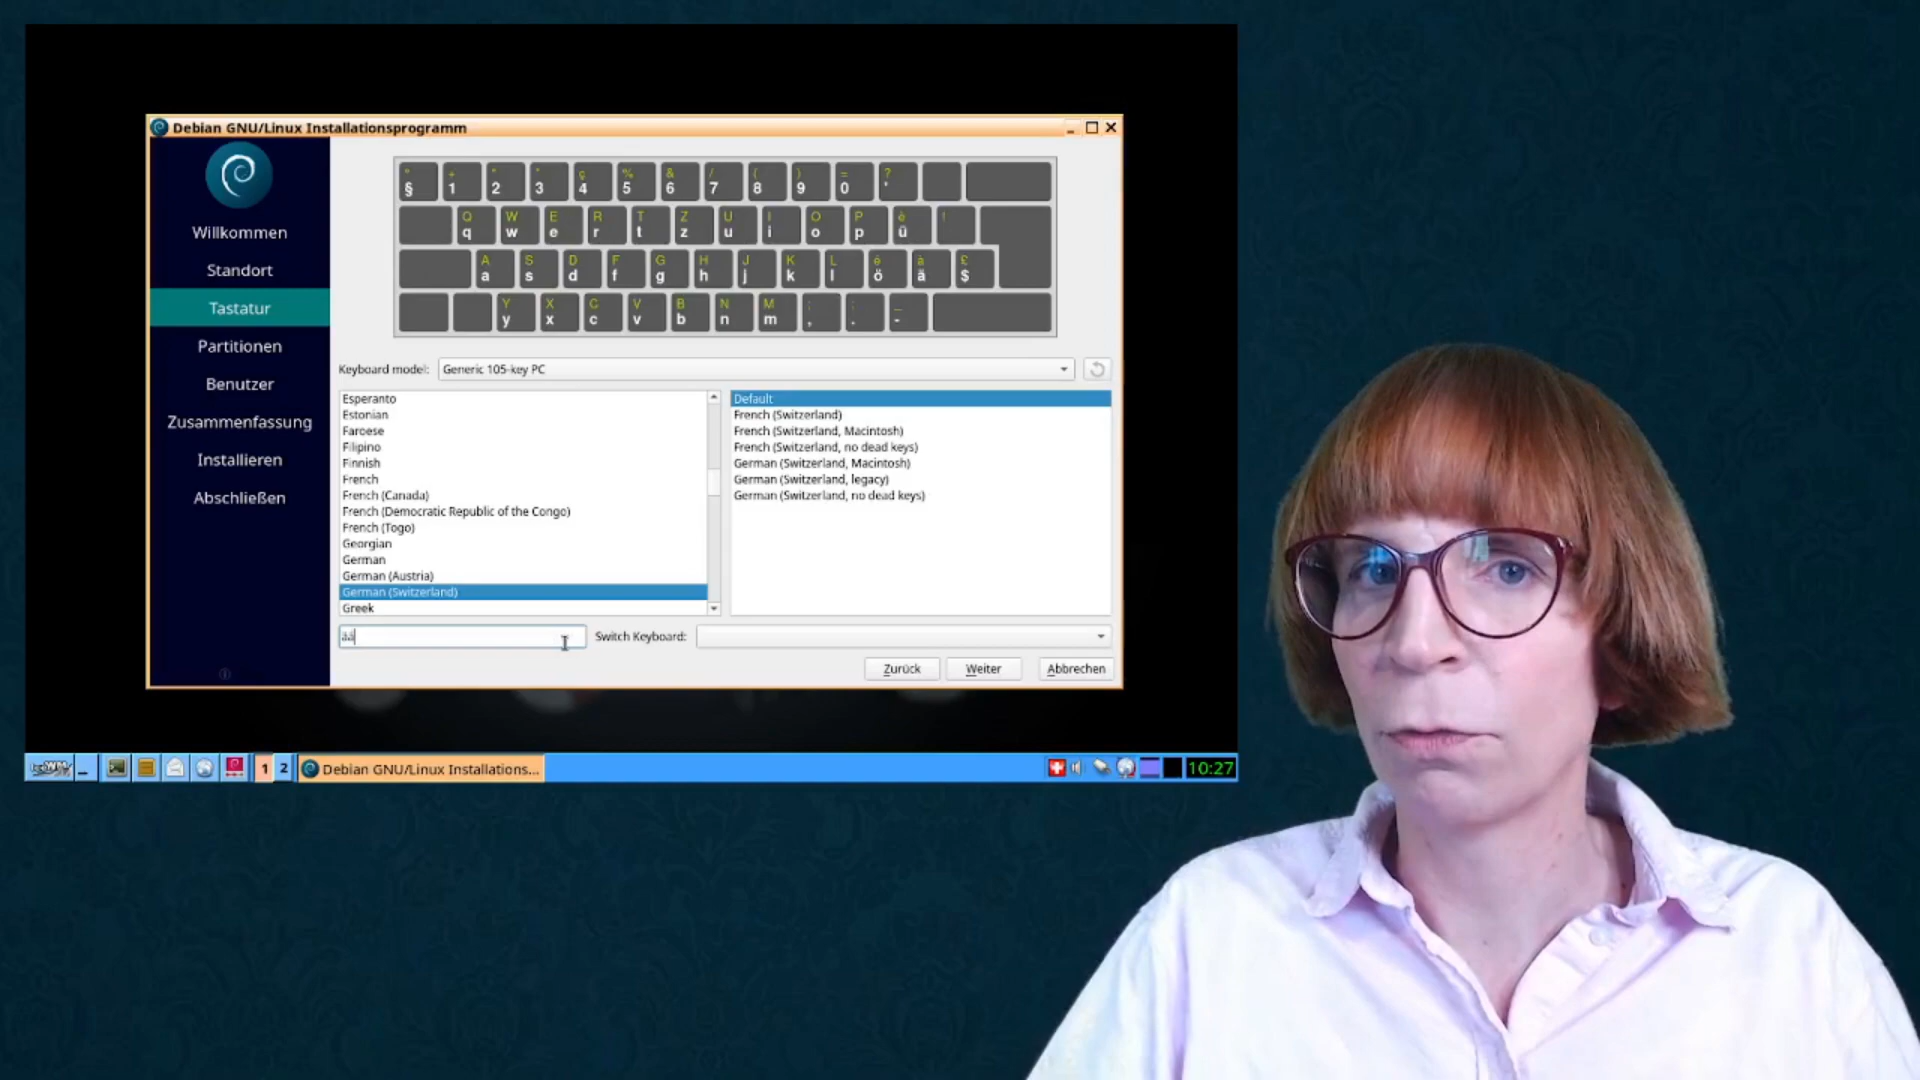 Debian GNU/Linux Installationsprogramm
Willkommen
Standort
Tastatur
Partitionen
Benutzer
Zusammenfassung
Installieren
Abschließen
° + " * ç % & / ( ) = ?
§ 1 2 3 4 5 6 7 8 9 0 '
Q W E R T Z U I O P è !
q w e r t z u i o p ü
A S D F G H J K L é à £
a s d f g h j k l ö ä $
Y X C V B N M ; : _
y x c v b n m , . -
Keyboard model: Generic 105-key PC
Esperanto
Estonian
Faroese
Filipino
Finnish
French
French (Canada)
French (Democratic Republic of the Congo)
French (Togo)
Georgian
German
German (Austria)
German (Switzerland)
Greek
Default
French (Switzerland)
French (Switzerland, Macintosh)
French (Switzerland, no dead keys)
German (Switzerland, Macintosh)
German (Switzerland, legacy)
German (Switzerland, no dead keys)
Switch Keyboard:
Zurück Weiter Abbrechen
IceWM 1 2 Debian GNU/Linux Installations... 10:27